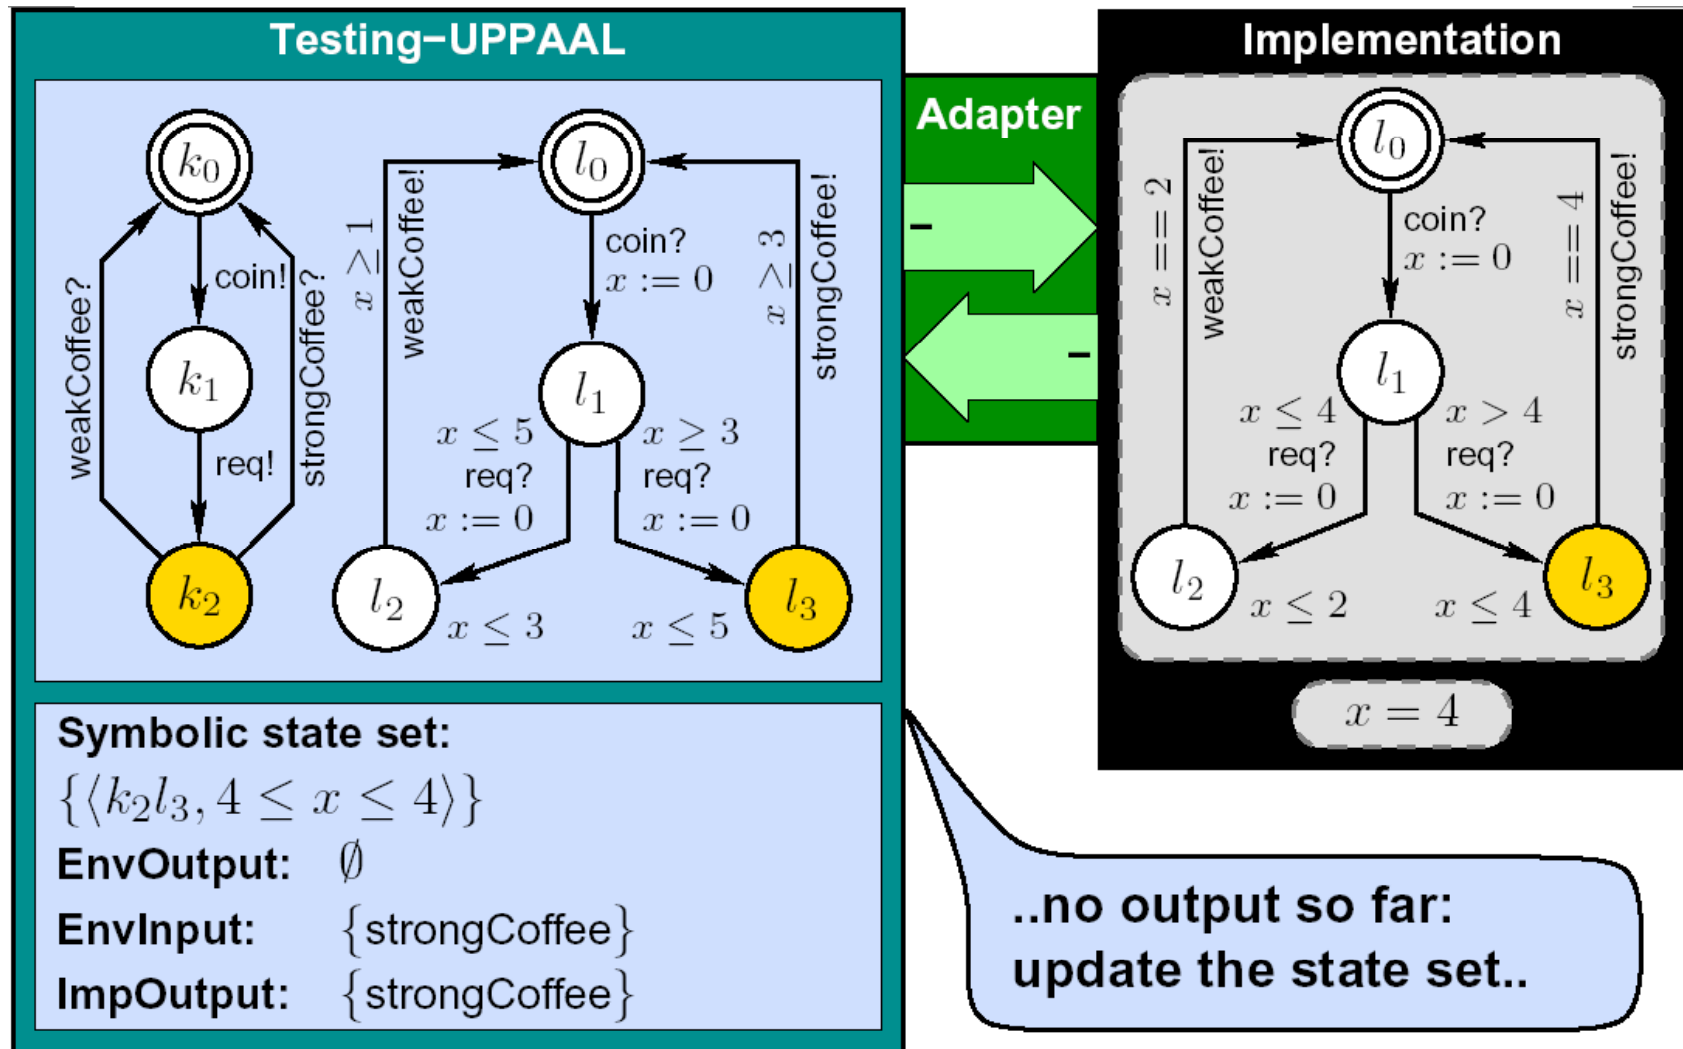 Testing–UPPAAL
k₀
coin!
k₁
req!
k₂
weakCoffee?
strongCoffee?
l₀
x ≥ 1
weakCoffee!
coin?
x := 0
x ≥ 3
strongCoffee!
l₁
x ≤ 5
req?
x := 0
x ≥ 3
req?
x := 0
l₂
x ≤ 3
x ≤ 5
l₃
Symbolic state set:
{⟨k₂l₃, 4 ≤ x ≤ 4⟩}
EnvOutput: ∅
EnvInput: {strongCoffee}
ImpOutput: {strongCoffee}
Adapter
–
–
Implementation
l₀
x == 2
weakCoffee!
coin?
x := 0
x == 4
strongCoffee!
l₁
x ≤ 4
req?
x := 0
x > 4
req?
x := 0
l₂
x ≤ 2
x ≤ 4
l₃
x = 4
..no output so far:
update the state set..